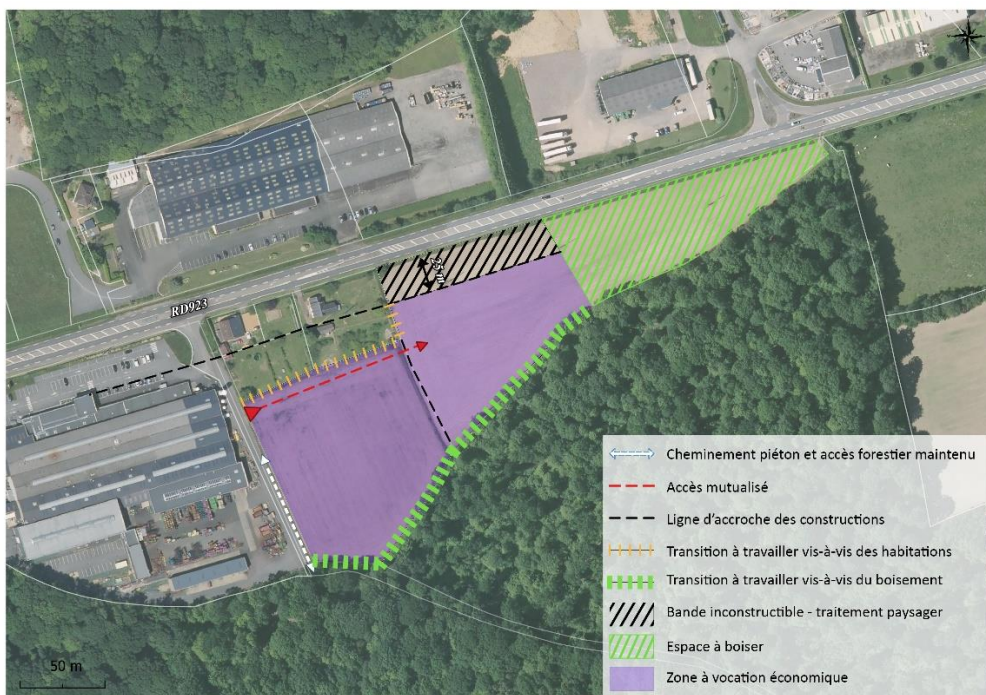 RD923
25 m
Cheminement piéton et accès forestier maintenu
Accès mutualisé
Ligne d'accroche des constructions
Transition à travailler vis-à-vis des habitations
Transition à travailler vis-à-vis du boisement
Bande inconstructible - traitement paysager
Espace à boiser
Zone à vocation économique
50 m